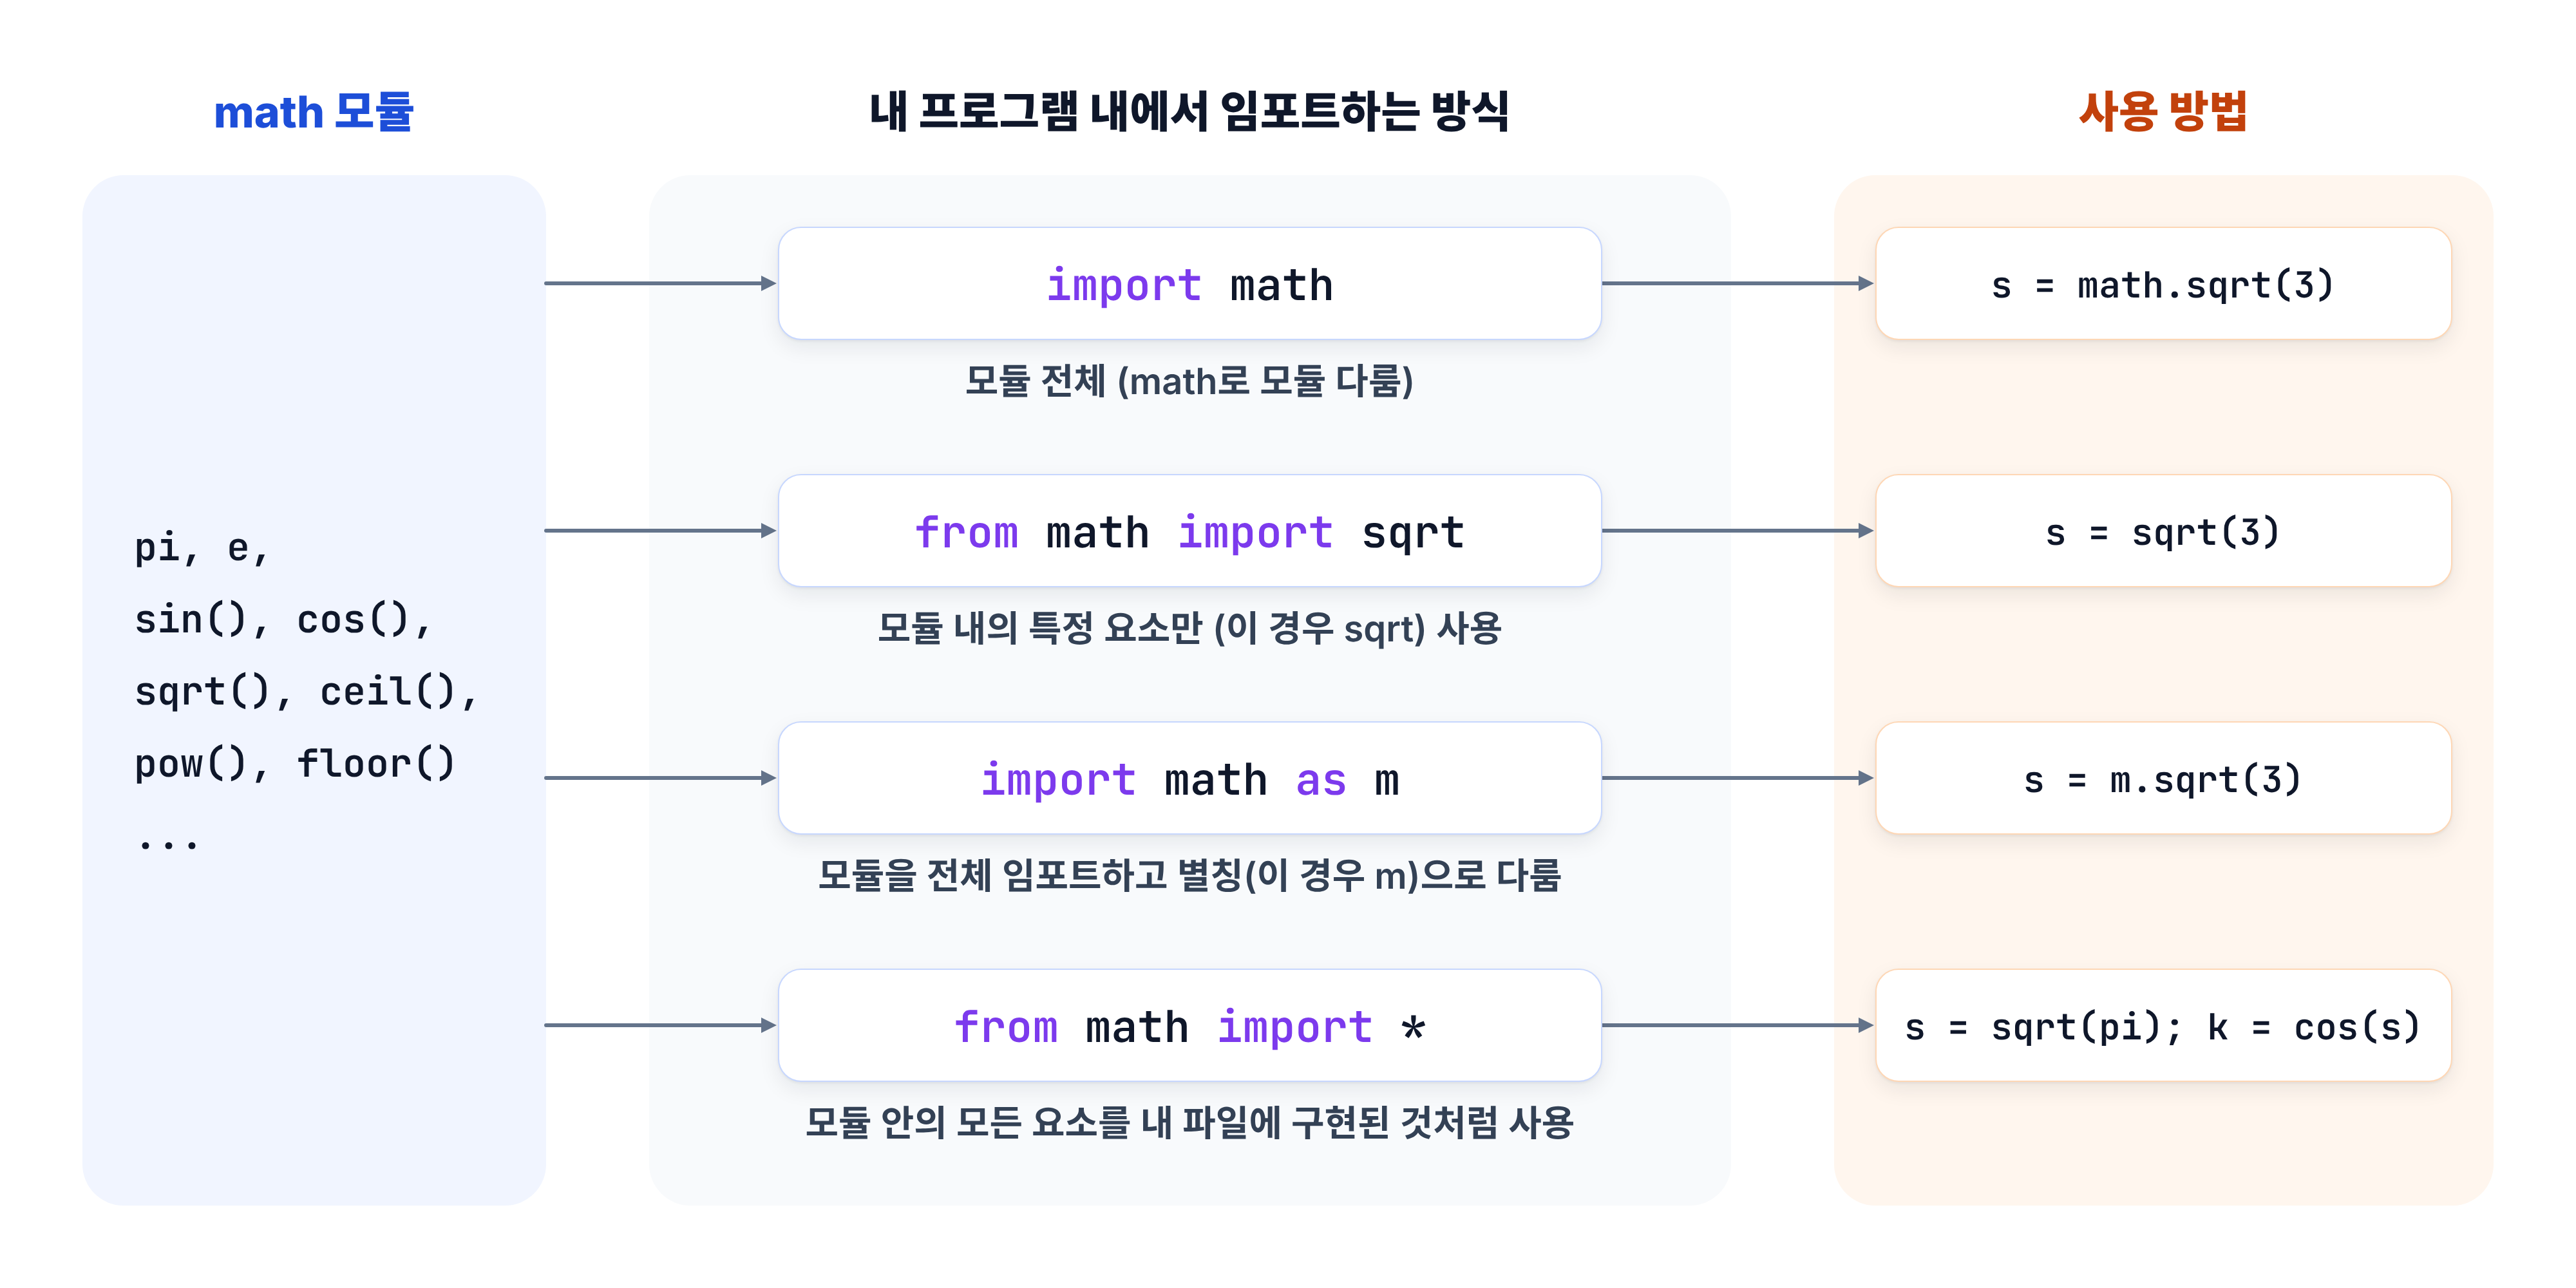 math 모듈
내 프로그램 내에서 임포트하는 방식
사용 방법
pi, e,
sin(), cos(),
sqrt(), ceil(),
pow(), floor()
...
import math
모듈 전체 (math로 모듈 다룸)
from math import sqrt
모듈 내의 특정 요소만 (이 경우 sqrt) 사용
import math as m
모듈을 전체 임포트하고 별칭(이 경우 m)으로 다룸
from math import *
모듈 안의 모든 요소를 내 파일에 구현된 것처럼 사용
s = math.sqrt(3)
s = sqrt(3)
s = m.sqrt(3)
s = sqrt(pi); k = cos(s)